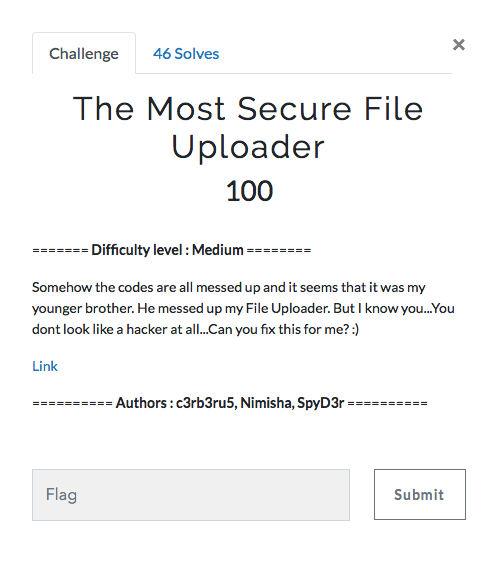 Challenge
46 Solves
×
The Most Secure File
Uploader
100
======= Difficulty level : Medium ========
Somehow the codes are all messed up and it seems that it was my
younger brother. He messed up my File Uploader. But I know you...You
dont look like a hacker at all...Can you fix this for me? :)
Link
========== Authors : c3rb3ru5, Nimisha, SpyD3r ==========
Flag
Submit